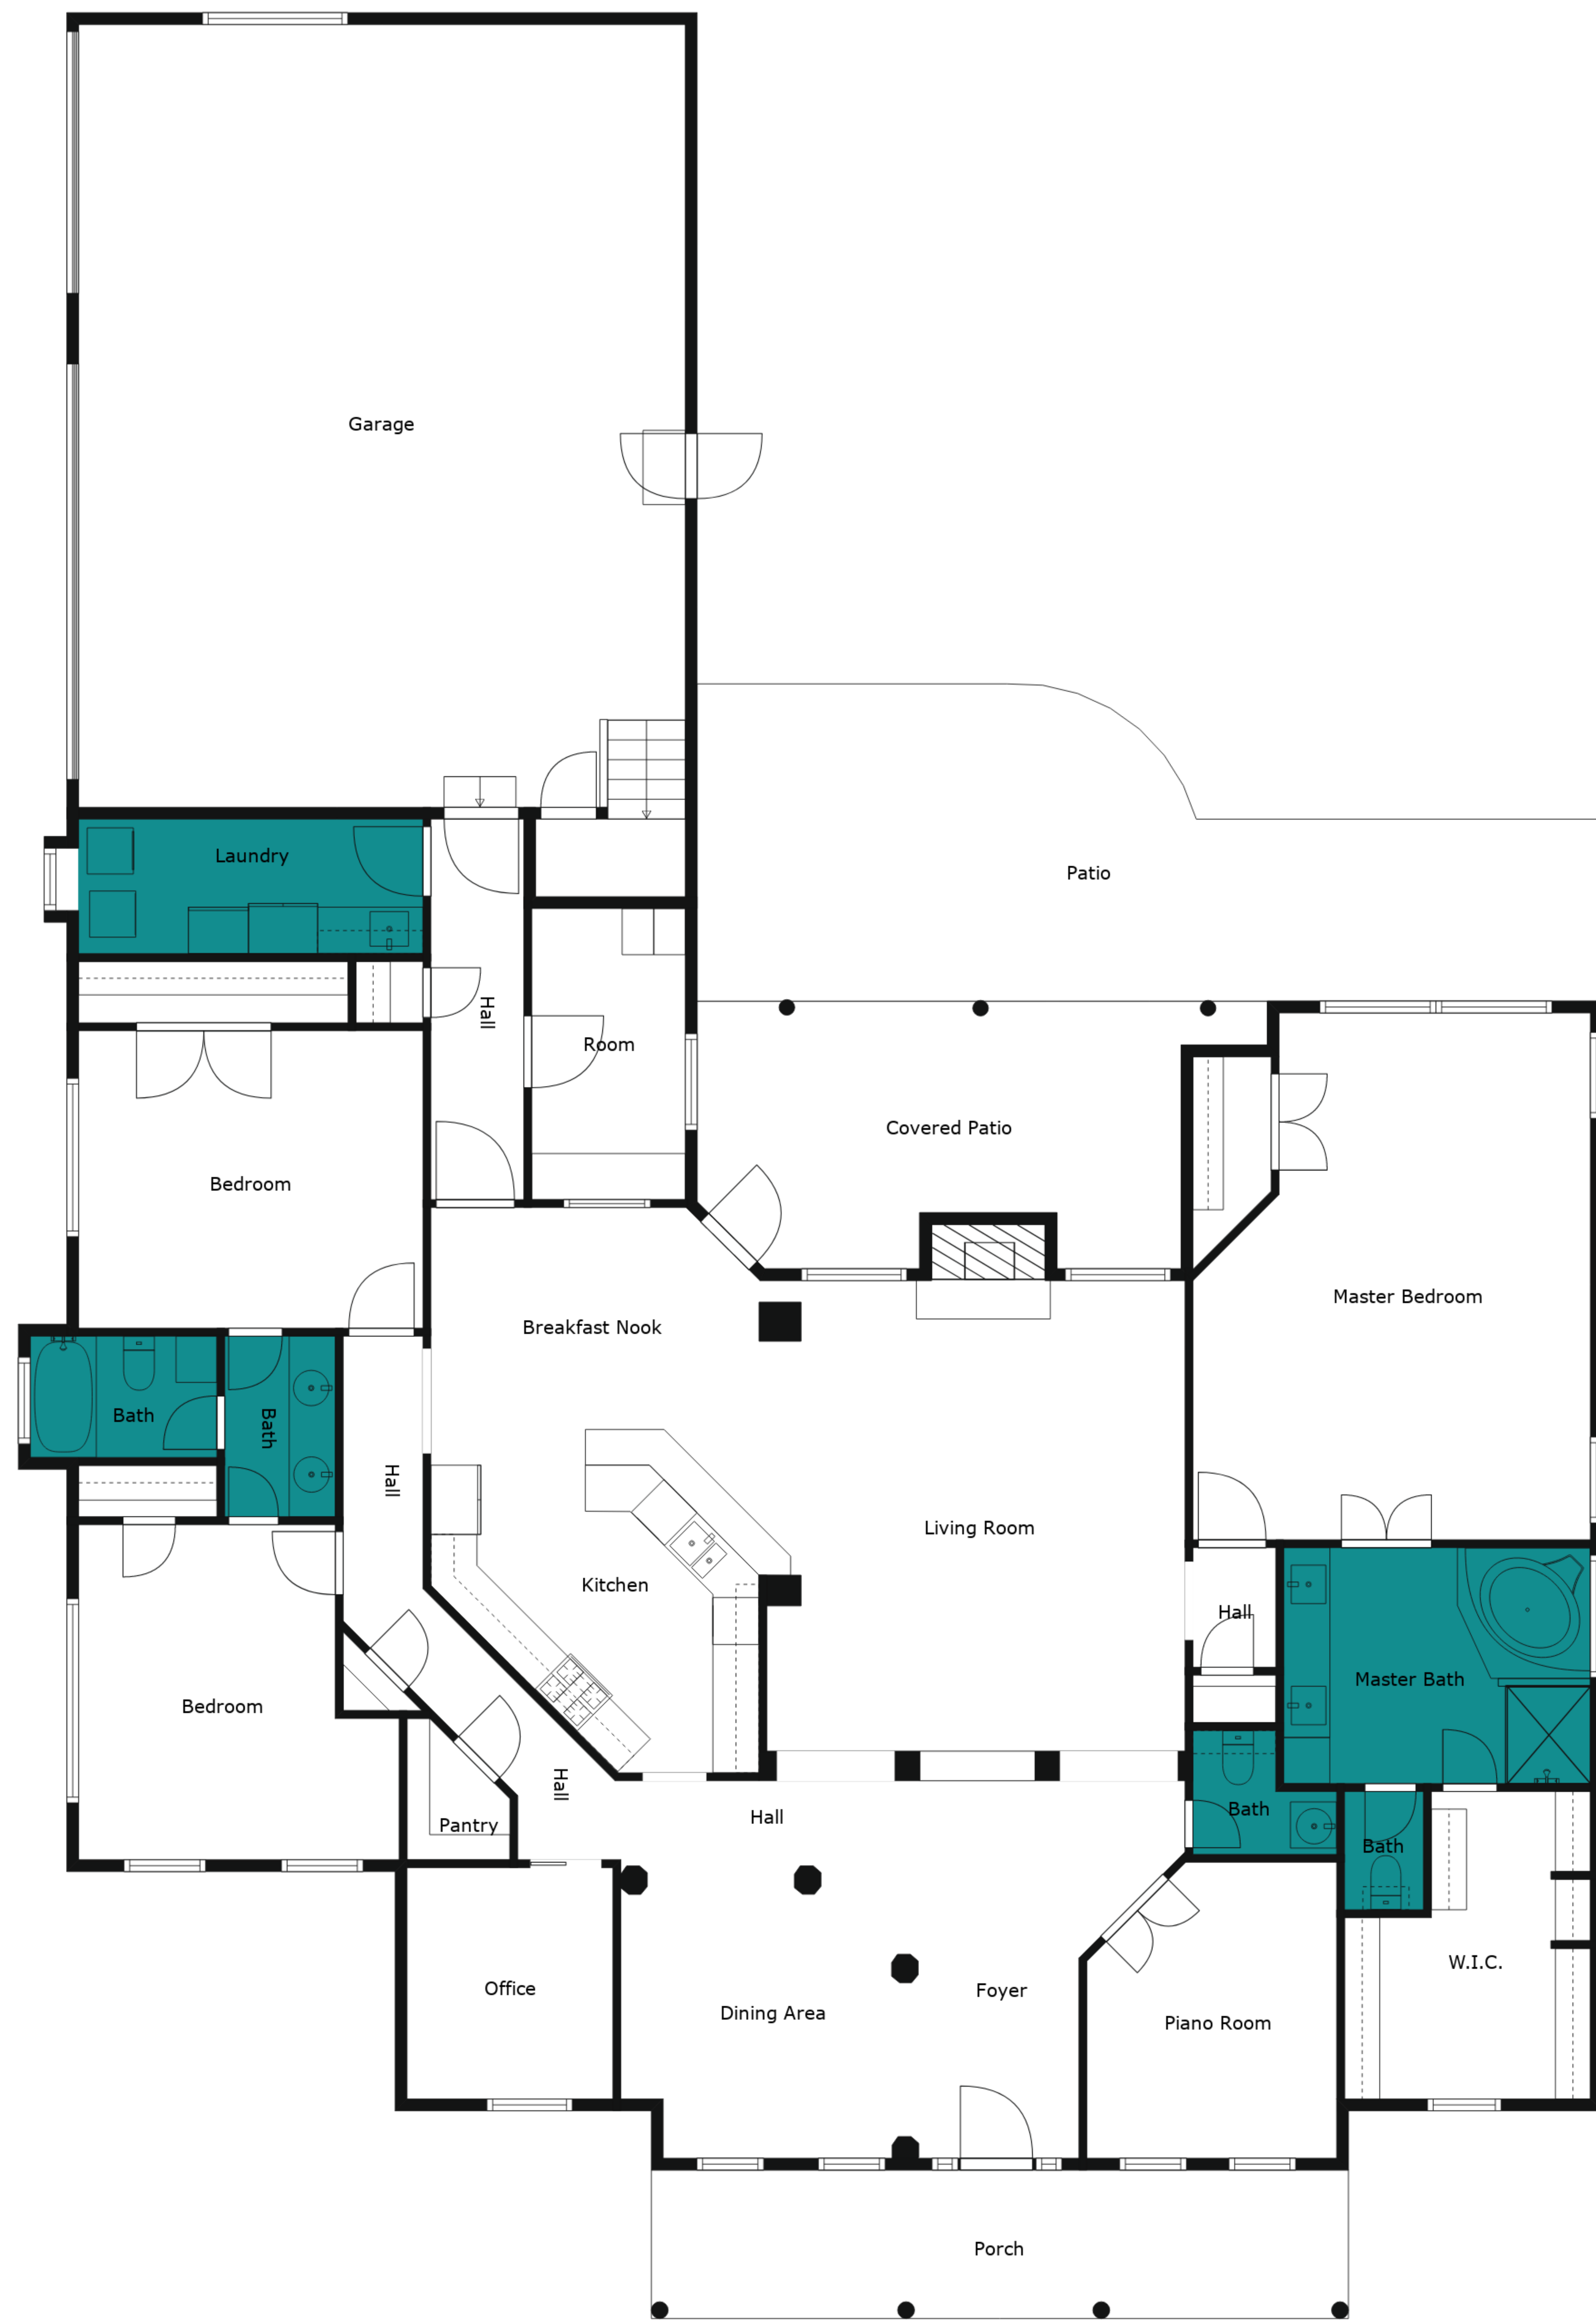 Garage
Laundry
Patio
Hall
Room
Covered Patio
Bedroom
Master Bedroom
Breakfast Nook
Bath
Bath
Hall
Living Room
Kitchen
Hall
Master Bath
Bedroom
Hall
Bath
Hall
Pantry
Bath
W.I.C.
Office
Foyer
Dining Area
Piano Room
Porch